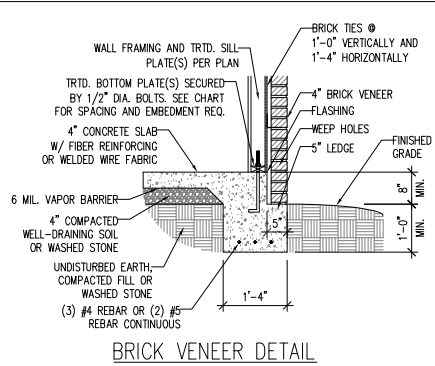 BRICK TIES @
1'-0" VERTICALLY AND
1'-4" HORIZONTALLY
WALL FRAMING AND TRTD. SILL
PLATE(S) PER PLAN
TRTD. BOTTOM PLATE(S) SECURED
BY 1/2" DIA. BOLTS. SEE CHART
FOR SPACING AND EMBEDMENT REQ.
4" CONCRETE SLAB
W/ FIBER REINFORCING
OR WELDED WIRE FABRIC
6 MIL. VAPOR BARRIER
4" COMPACTED
WELL-DRAINING SOIL
OR WASHED STONE
UNDISTURBED EARTH,
COMPACTED FILL OR
WASHED STONE
(3) #4 REBAR OR (2) #5
REBAR CONTINUOUS
4" BRICK VENEER
FLASHING
WEEP HOLES
5" LEDGE
FINISHED
GRADE
8"
MIN.
1'-0"
MIN.
5"
1'-4"
BRICK VENEER DETAIL